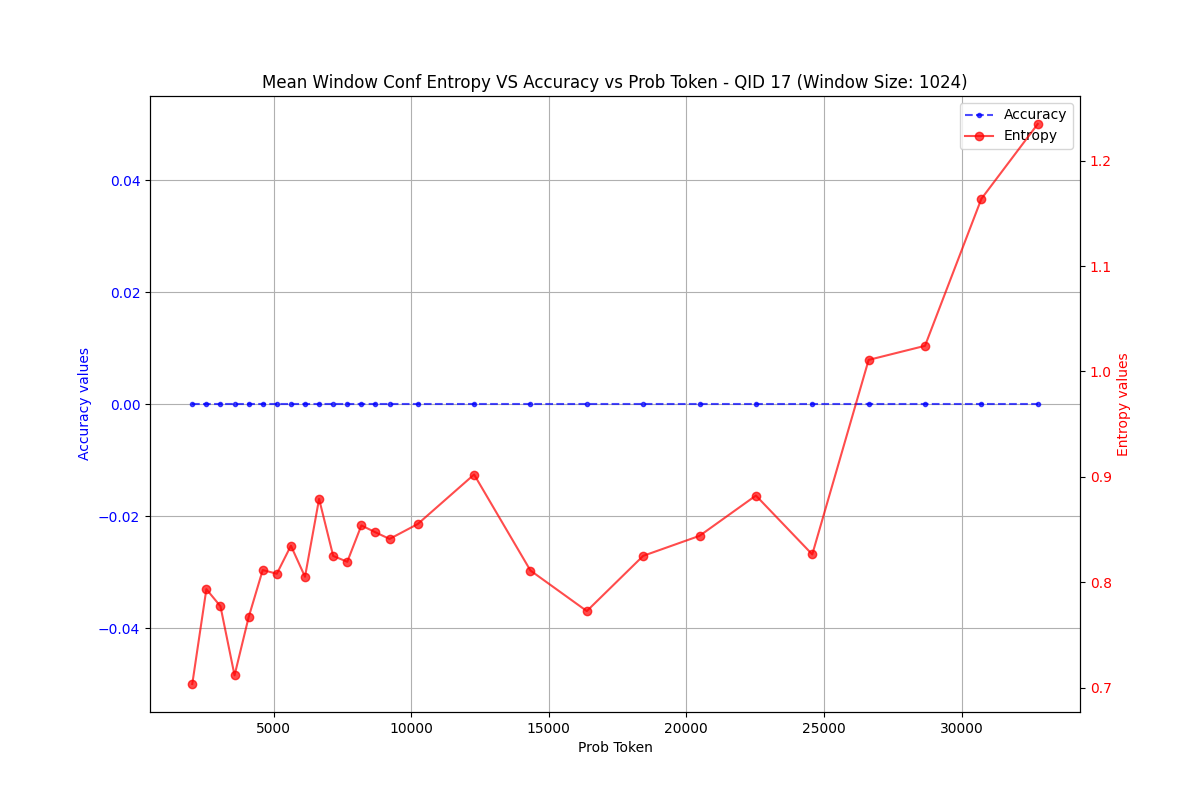 Mean Window Conf Entropy VS Accuracy vs Prob Token - QID 17 (Window Size: 1024)
Accuracy
Entropy
0.04
0.02
0.00
−0.02
−0.04
Accuracy values
1.2
1.1
1.0
0.9
0.8
0.7
Entropy values
5000 10000 15000 20000 25000 30000
Prob Token